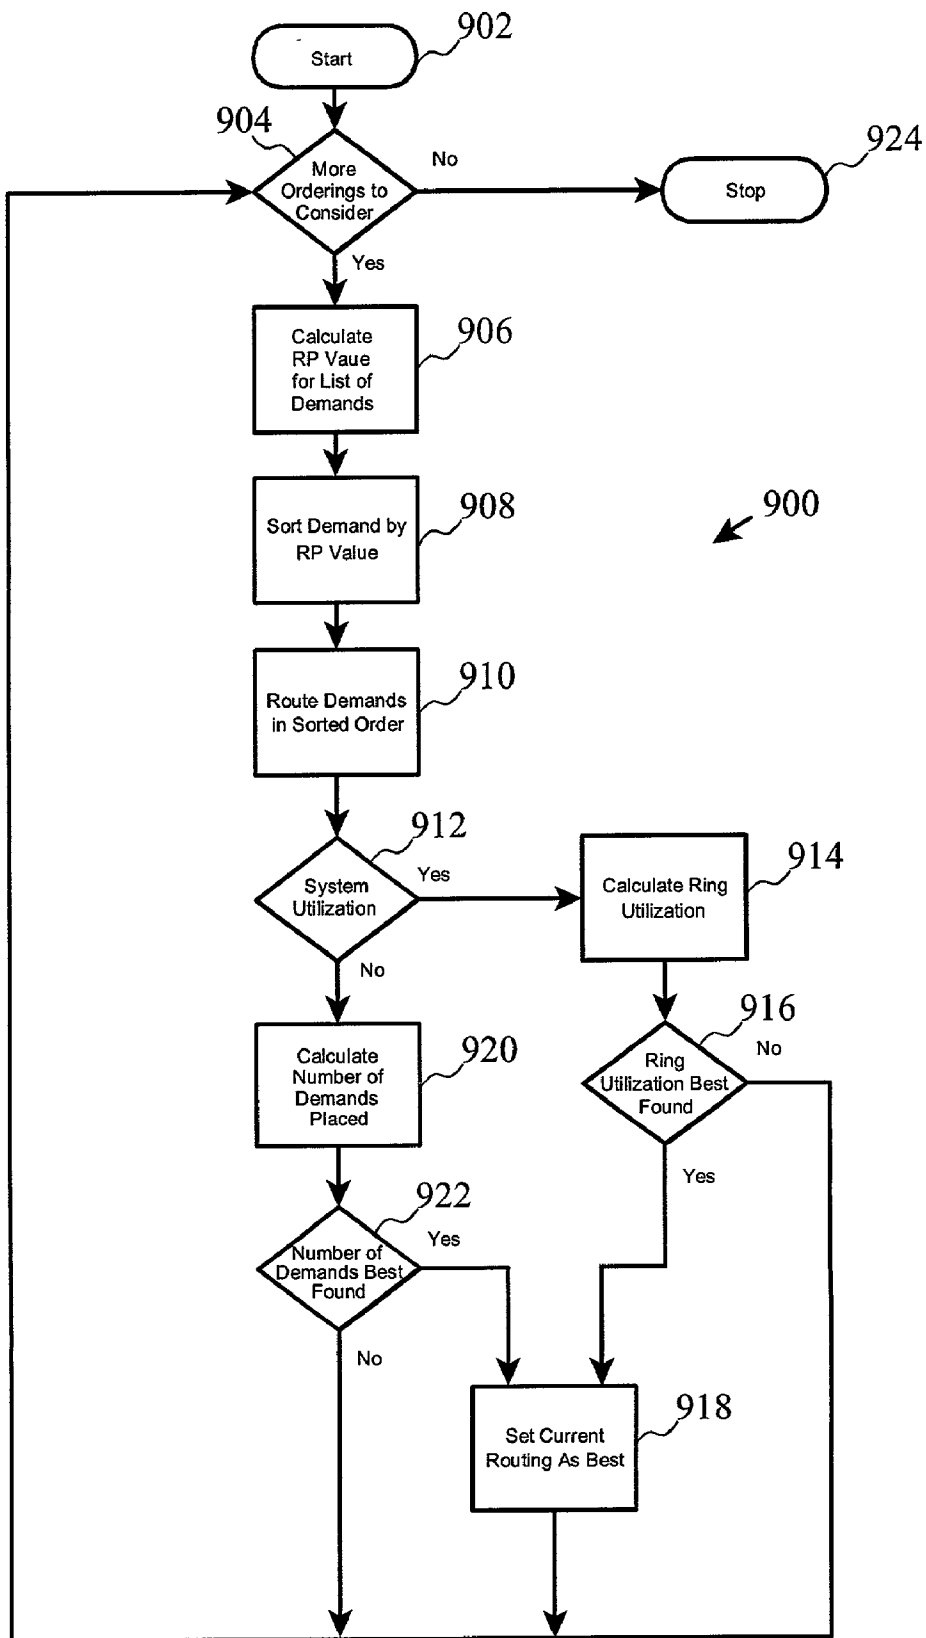 902
Start
904
924
More
Orderings to
Consider
No
Stop
Yes
Calculate
RP Vaue
for List of
Demands
906
Sort Demand by
RP Value
908
900
Route Demands
in Sorted Order
910
912
System
Utilization
Yes
Calculate Ring
Utilization
914
No
916
Calculate
Number of
Demands
Placed
920
Ring
Utilization Best
Found
No
Yes
922
Number of
Demands Best
Found
Yes
No
Set Current
Routing As Best
918